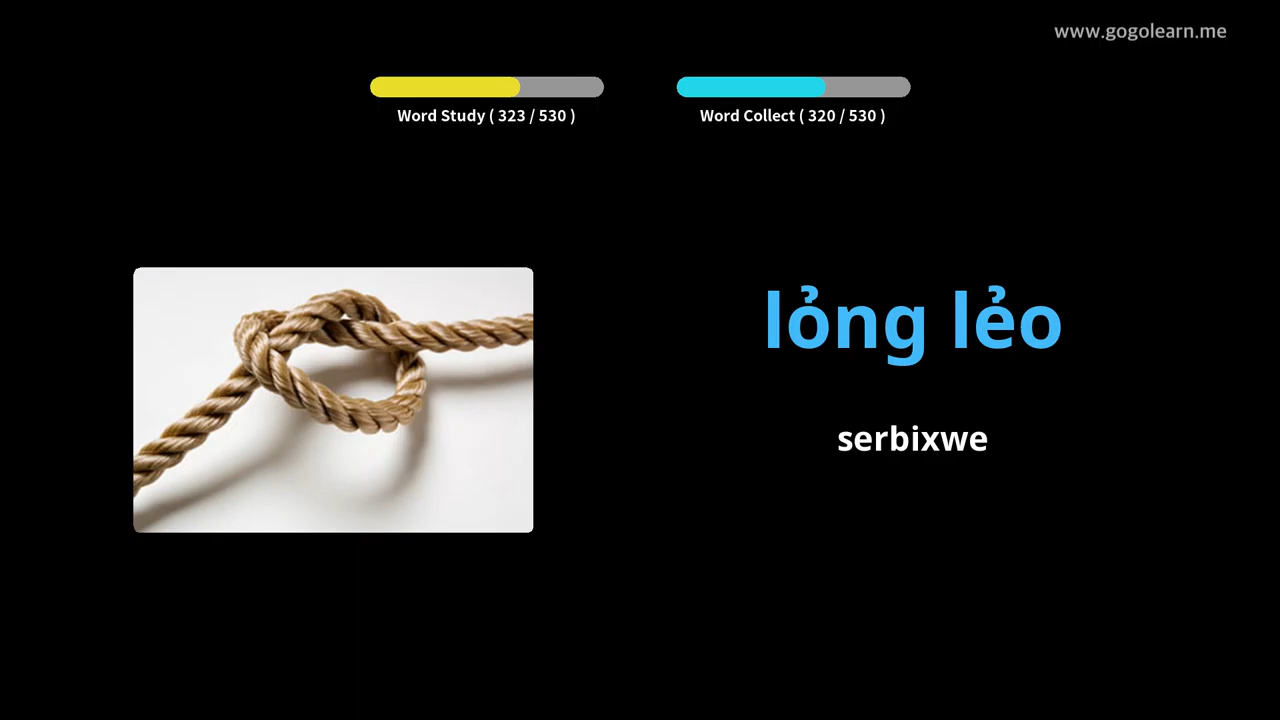 www.gogolearn.me
Word Study ( 323 / 530 )
Word Collect ( 320 / 530 )
lỏng lẻo
serbixwe